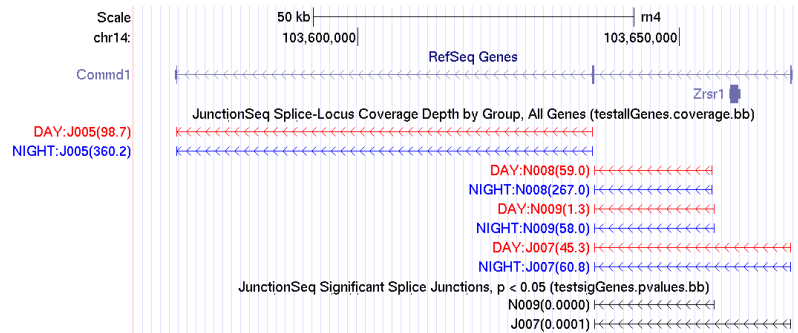 Scale 50 kb rn4
chr14: 103,600,000 103,650,000
RefSeq Genes
Commd1
Zrsr1
JunctionSeq Splice-Locus Coverage Depth by Group, All Genes (testallGenes.coverage.bb)
DAY:J005(98.7)
NIGHT:J005(360.2)
DAY:N008(59.0)
NIGHT:N008(267.0)
DAY:N009(1.3)
NIGHT:N009(58.0)
DAY:J007(45.3)
NIGHT:J007(60.8)
JunctionSeq Significant Splice Junctions, p < 0.05 (testsigGenes.pvalues.bb)
N009(0.0000)
J007(0.0001)